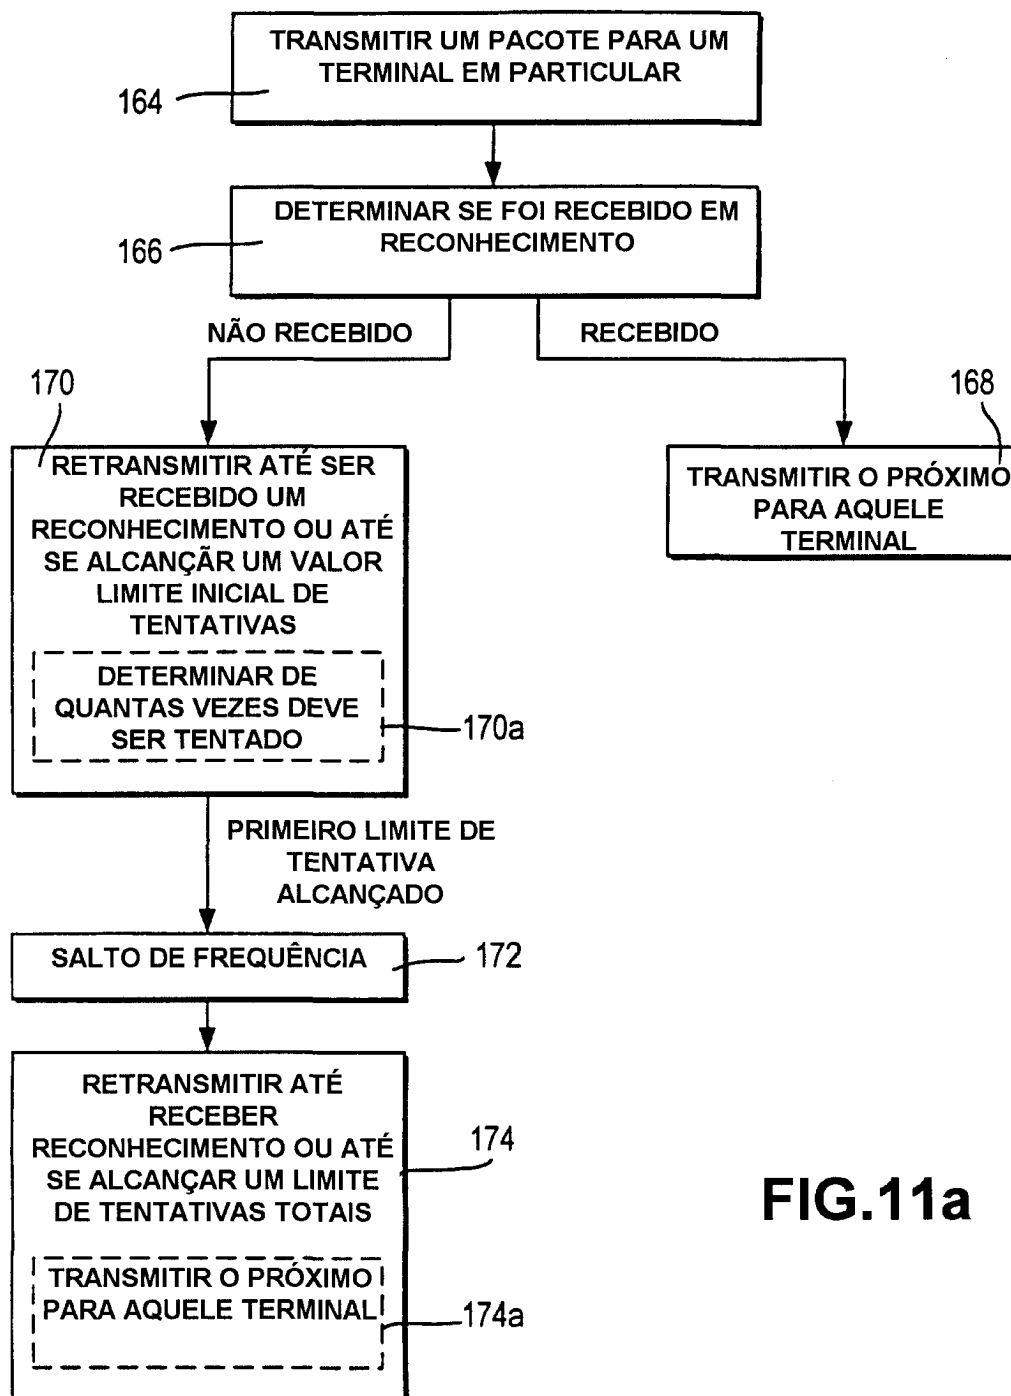 TRANSMITIR UM PACOTE PARA UM
TERMINAL EM PARTICULAR
164
DETERMINAR SE FOI RECEBIDO EM
RECONHECIMENTO
166
NÃO RECEBIDO
RECEBIDO
170
168
RETRANSMITIR ATÉ SER
RECEBIDO UM
RECONHECIMENTO OU ATÉ
SE ALCANÇÃR UM VALOR
LIMITE INICIAL DE
TENTATIVAS
DETERMINAR DE
QUANTAS VEZES DEVE
SER TENTADO
170a
TRANSMITIR O PRÓXIMO
PARA AQUELE
TERMINAL
PRIMEIRO LIMITE DE
TENTATIVA
ALCANÇADO
SALTO DE FREQUÊNCIA
172
RETRANSMITIR ATÉ
RECEBER
RECONHECIMENTO OU ATÉ
SE ALCANÇAR UM LIMITE
DE TENTATIVAS TOTAIS
174
TRANSMITIR O PRÓXIMO
PARA AQUELE TERMINAL
174a
FIG.11a